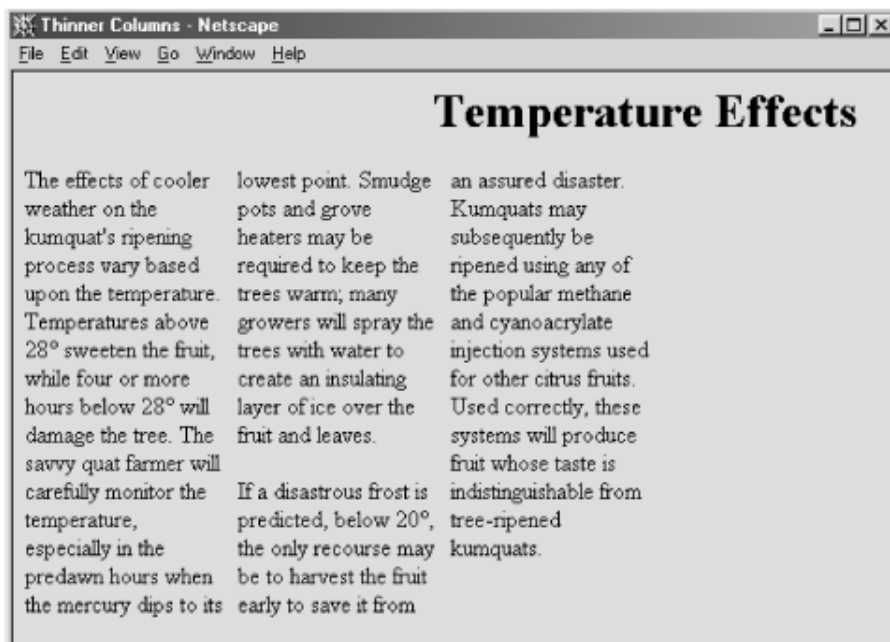 Thinner Columns - Netscape
File Edit View Go Window Help
Temperature Effects
The effects of cooler
weather on the
kumquat's ripening
process vary based
upon the temperature.
Temperatures above
28° sweeten the fruit,
while four or more
hours below 28° will
damage the tree. The
savvy quat farmer will
carefully monitor the
temperature,
especially in the
predawn hours when
the mercury dips to its
lowest point. Smudge
pots and grove
heaters may be
required to keep the
trees warm; many
growers will spray the
trees with water to
create an insulating
layer of ice over the
fruit and leaves.
If a disastrous frost is
predicted, below 20°,
the only recourse may
be to harvest the fruit
early to save it from
an assured disaster.
Kumquats may
subsequently be
ripened using any of
the popular methane
and cyanoacrylate
injection systems used
for other citrus fruits.
Used correctly, these
systems will produce
fruit whose taste is
indistinguishable from
tree-ripened
kumquats.